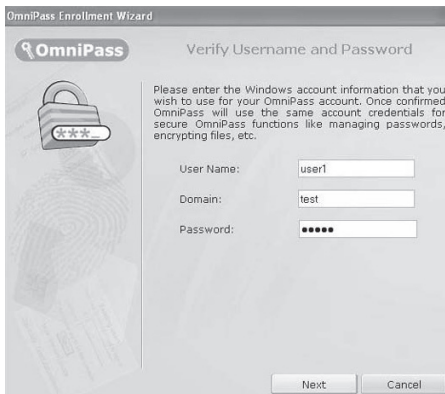 OmniPass Enrollment Wizard
OmniPass
Verify Username and Password
Please enter the Windows account information that you
wish to use for your OmniPass account. Once confirmed
OmniPass will use the same account credentials for
secure OmniPass functions like managing passwords,
encrypting files, etc.
***_
User Name: user1
Domain: test
Password: •••••
Next Cancel